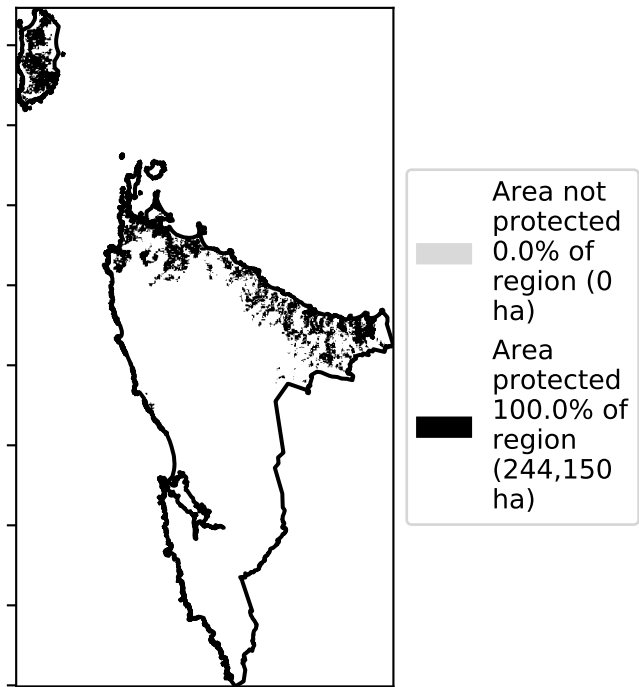 Area not
protected
0.0% of
region (0
ha)
Area
protected
100.0% of
region
(244,150
ha)